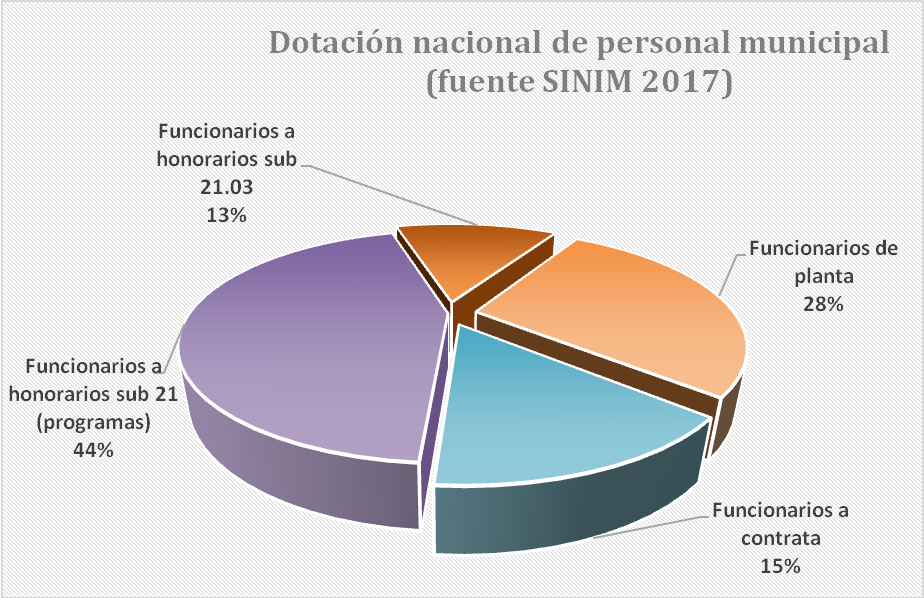 Dotación nacional de personal municipal
(fuente SINIM 2017)
Funcionarios a
honorarios sub
21.03
13%
Funcionarios de
planta
28%
Funcionarios a
honorarios sub 21
(programas)
44%
Funcionarios a
contrata
15%